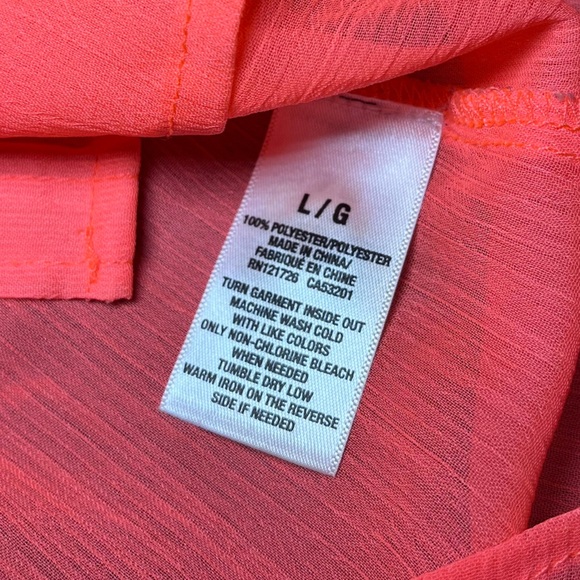 L/G
100% POLYESTER/POLYESTER
MADE IN CHINA/
FABRIQUÉ EN CHINE
RN121726 CA53201
TURN GARMENT INSIDE OUT
MACHINE WASH COLD
WITH LIKE COLORS
ONLY NON-CHLORINE BLEACH
WHEN NEEDED
TUMBLE DRY LOW
WARM IRON ON THE REVERSE
SIDE IF NEEDED